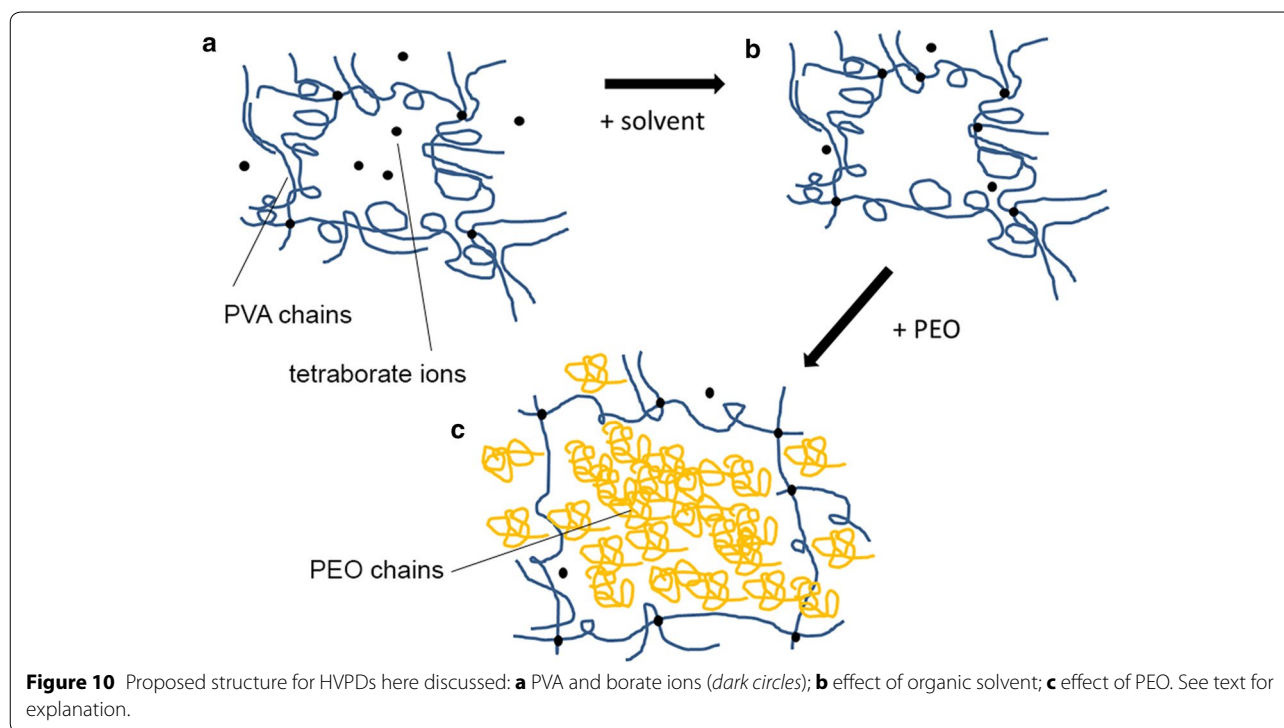 a
b
+ solvent
PVA chains
tetraborate ions
+ PEO
c
PEO chains
Figure 10 Proposed structure for HVPDs here discussed: a PVA and borate ions (dark circles); b effect of organic solvent; c effect of PEO. See text for
explanation.